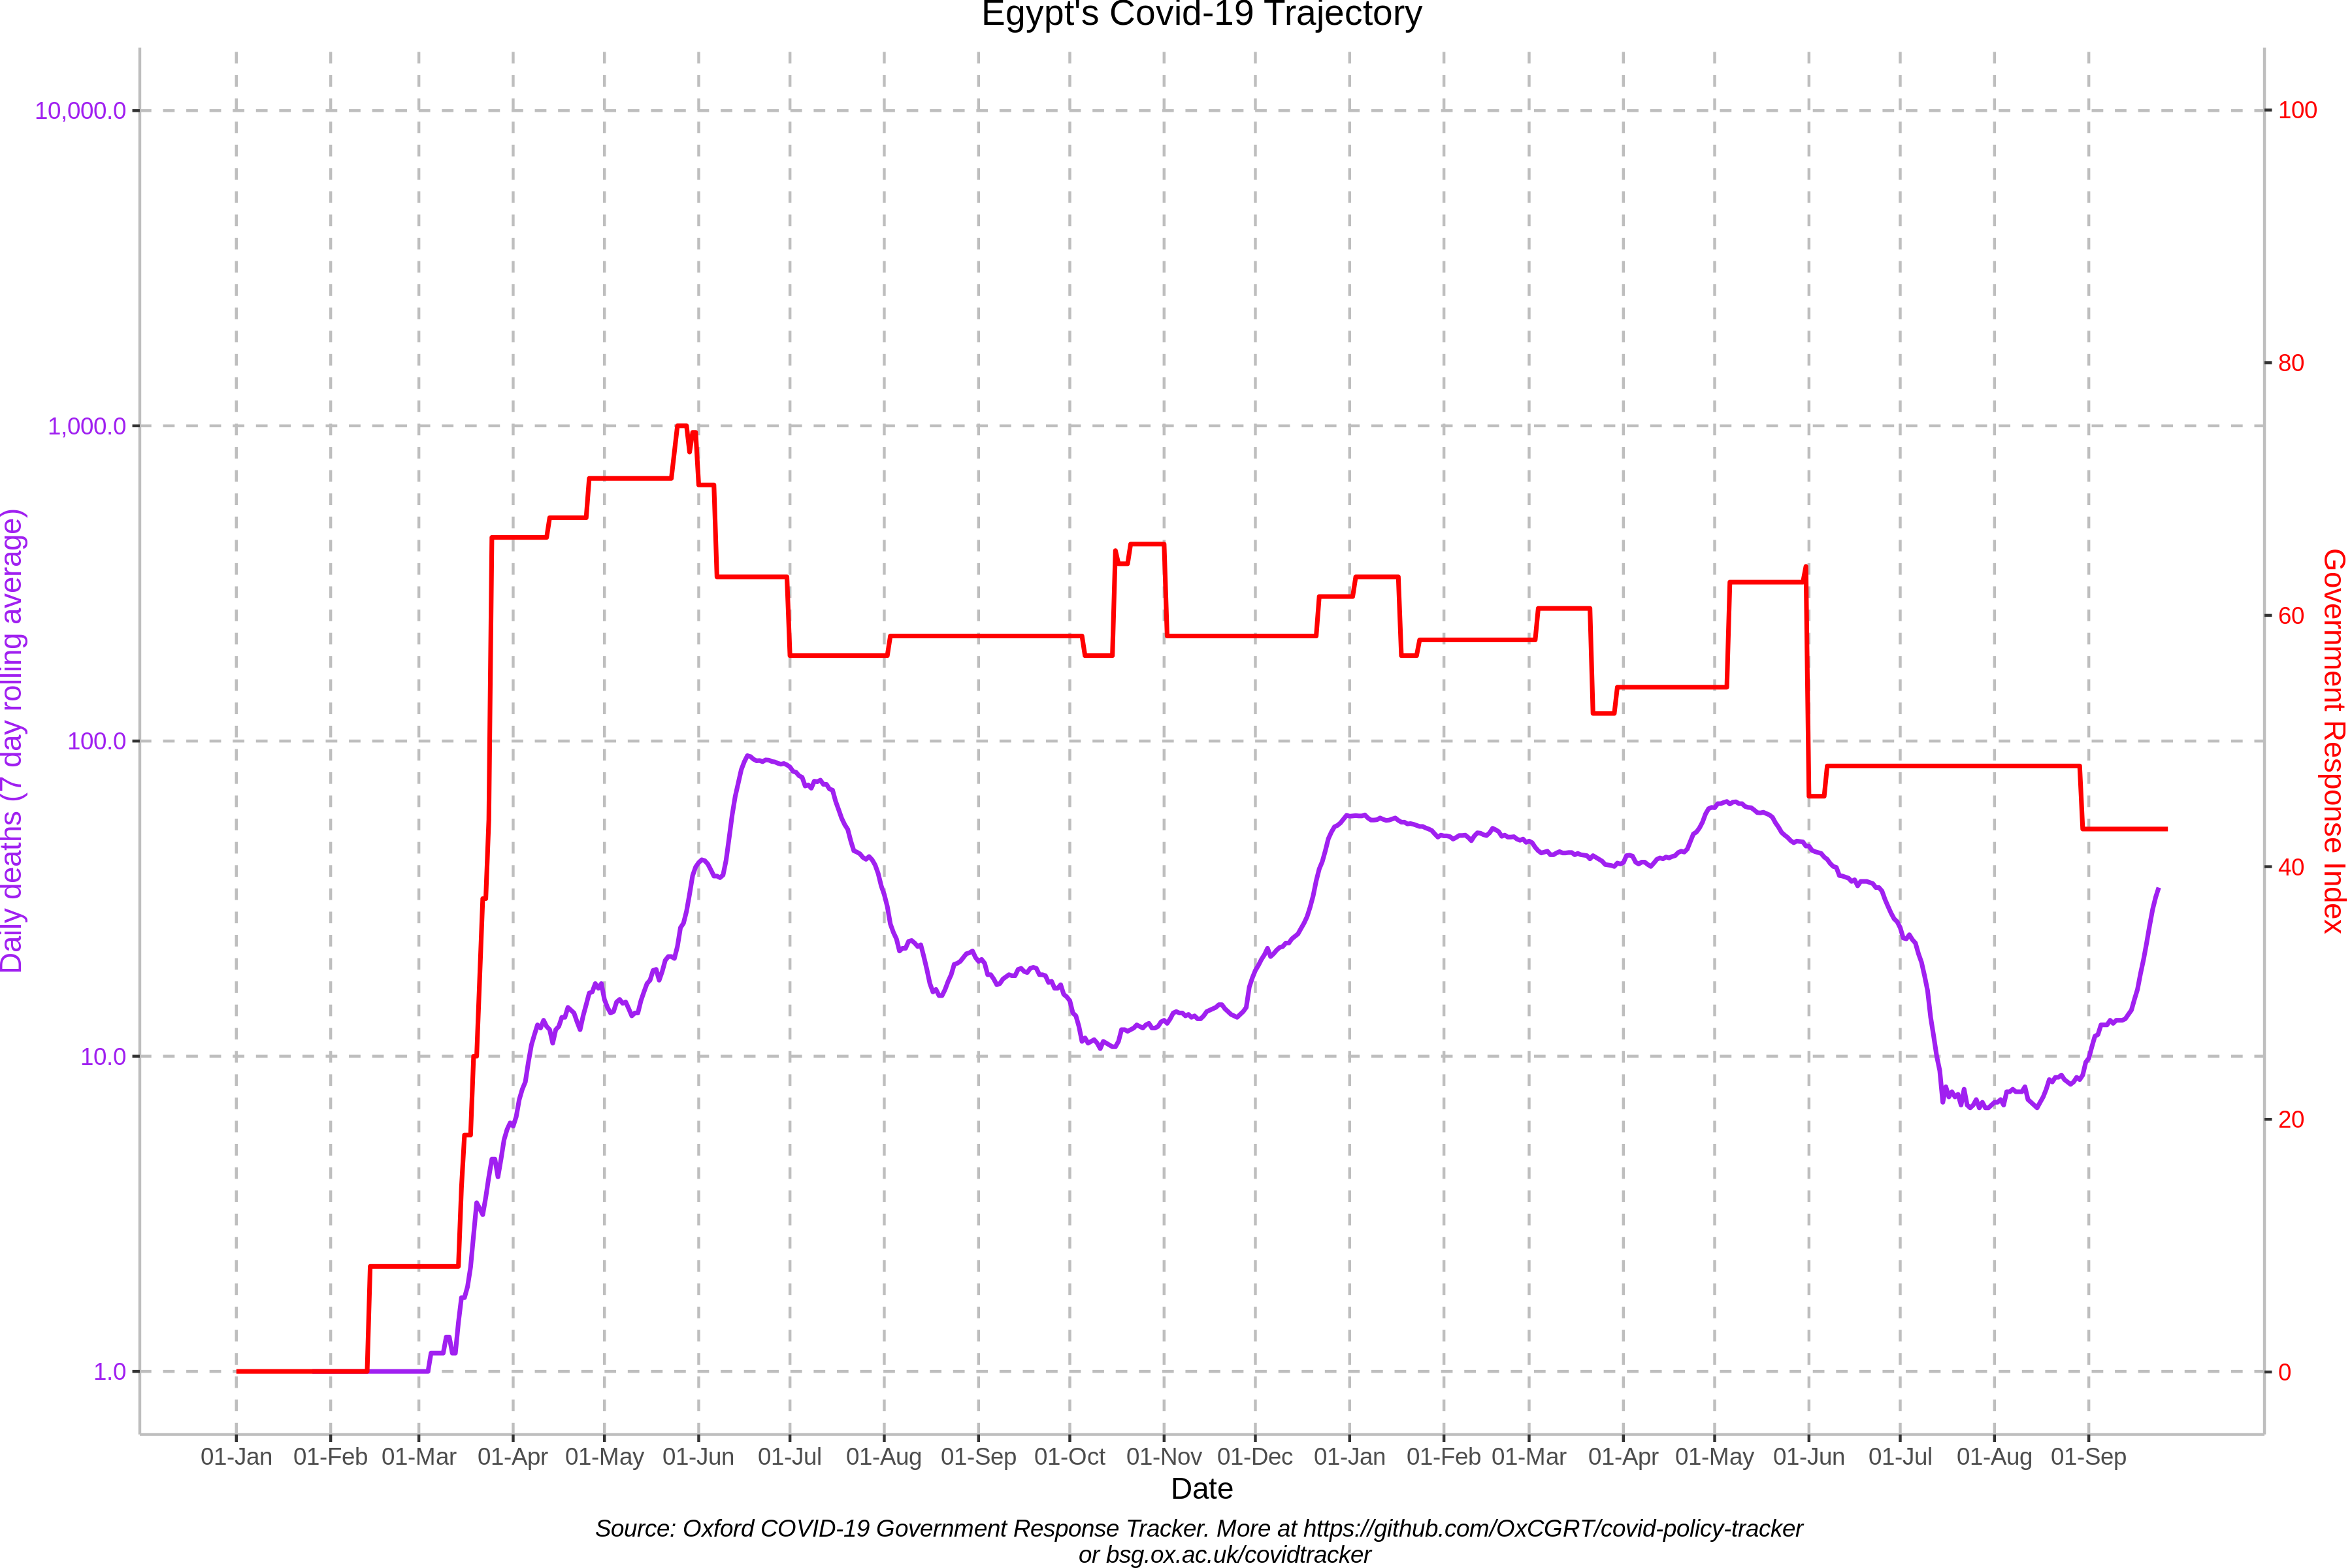 Egypt's Covid-19 Trajectory
10,000.0
1,000.0
100.0
10.0
1.0
Daily deaths (7 day rolling average)
100
80
60
40
20
0
Government Response Index
01-Jan 01-Feb 01-Mar 01-Apr 01-May 01-Jun 01-Jul 01-Aug 01-Sep 01-Oct 01-Nov 01-Dec 01-Jan 01-Feb 01-Mar 01-Apr 01-May 01-Jun 01-Jul 01-Aug 01-Sep
Date
Source: Oxford COVID-19 Government Response Tracker. More at https://github.com/OxCGRT/covid-policy-tracker
or bsg.ox.ac.uk/covidtracker